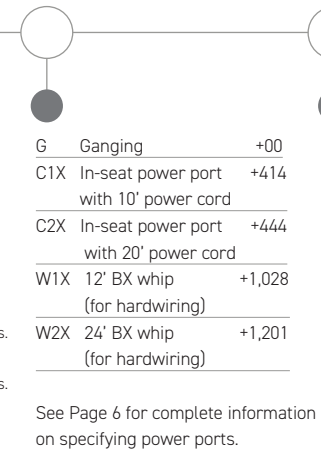 G Ganging +00
C1X In-seat power port +414
with 10' power cord
C2X In-seat power port +444
with 20' power cord
W1X 12' BX whip +1,028
(for hardwiring)
s. W2X 24' BX whip +1,201
(for hardwiring)
s.
See Page 6 for complete information
on specifying power ports.